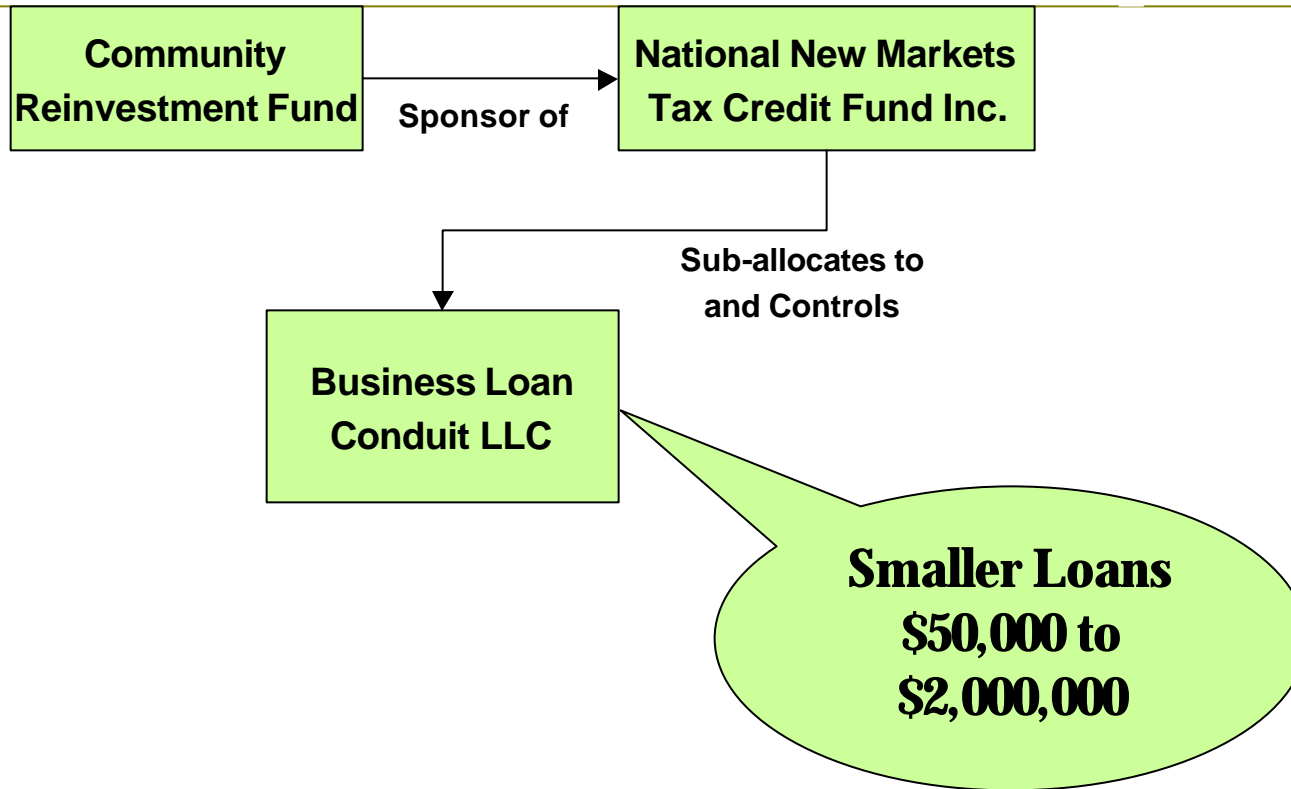 Community
Reinvestment Fund
Sponsor of
National New Markets
Tax Credit Fund Inc.
Sub-allocates to
and Controls
Business Loan
Conduit LLC
Smaller Loans
$50,000 to
$2,000,000